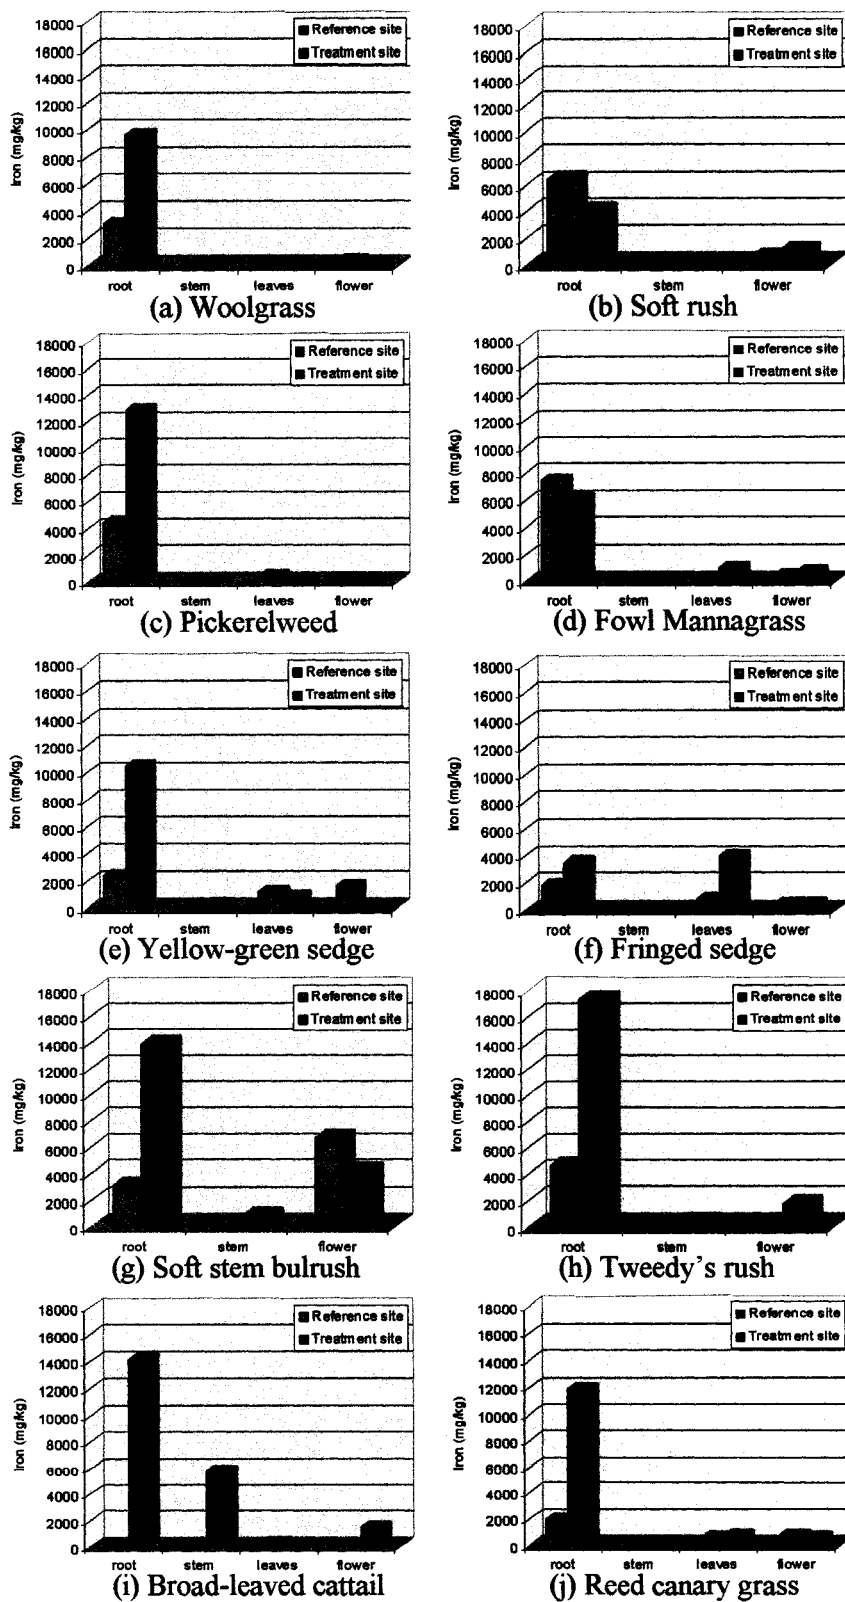 18000
16000
14000
12000
10000
8000
6000
4000
2000
0
Iron (mg/kg)
Reference site
Treatment site
root stem leaves flower
(a) Woolgrass
18000
16000
14000
12000
10000
8000
6000
4000
2000
0
Iron (mg/kg)
Reference site
Treatment site
root stem flower
(b) Soft rush
18000
16000
14000
12000
10000
8000
6000
4000
2000
0
Iron (mg/kg)
Reference site
Treatment site
root stem leaves flower
(c) Pickerelweed
18000
16000
14000
12000
10000
8000
6000
4000
2000
0
Iron (mg/kg)
Reference site
Treatment site
root stem leaves flower
(d) Fowl Mannagrass
18000
16000
14000
12000
10000
8000
6000
4000
2000
0
Iron (mg/kg)
Reference site
Treatment site
root stem leaves flower
(e) Yellow-green sedge
18000
16000
14000
12000
10000
8000
6000
4000
2000
0
Iron (mg/kg)
Reference site
Treatment site
root stem leaves flower
(f) Fringed sedge
18000
16000
14000
12000
10000
8000
6000
4000
2000
0
Iron (mg/kg)
Reference site
Treatment site
root stem flower
(g) Soft stem bulrush
18000
16000
14000
12000
10000
8000
6000
4000
2000
0
Iron (mg/kg)
Reference site
Treatment site
root stem flower
(h) Tweedy's rush
18000
16000
14000
12000
10000
8000
6000
4000
2000
0
Iron (mg/kg)
Reference site
Treatment site
root stem leaves flower
(i) Broad-leaved cattail
18000
16000
14000
12000
10000
8000
6000
4000
2000
0
Iron (mg/kg)
Reference site
Treatment site
root stem leaves flower
(j) Reed canary grass